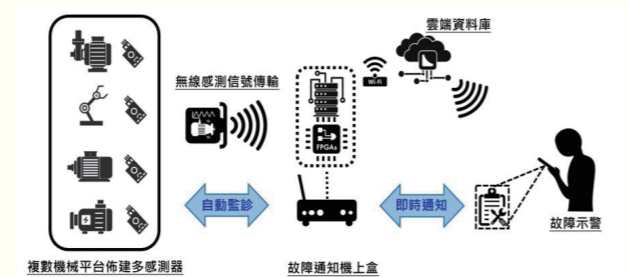 雲端資料庫
無線感測信號傳輸
Wi-Fi
FPGAs
自動監診
即時通知
故障示警
複數機械平台佈建多感測器
故障通知機上盒